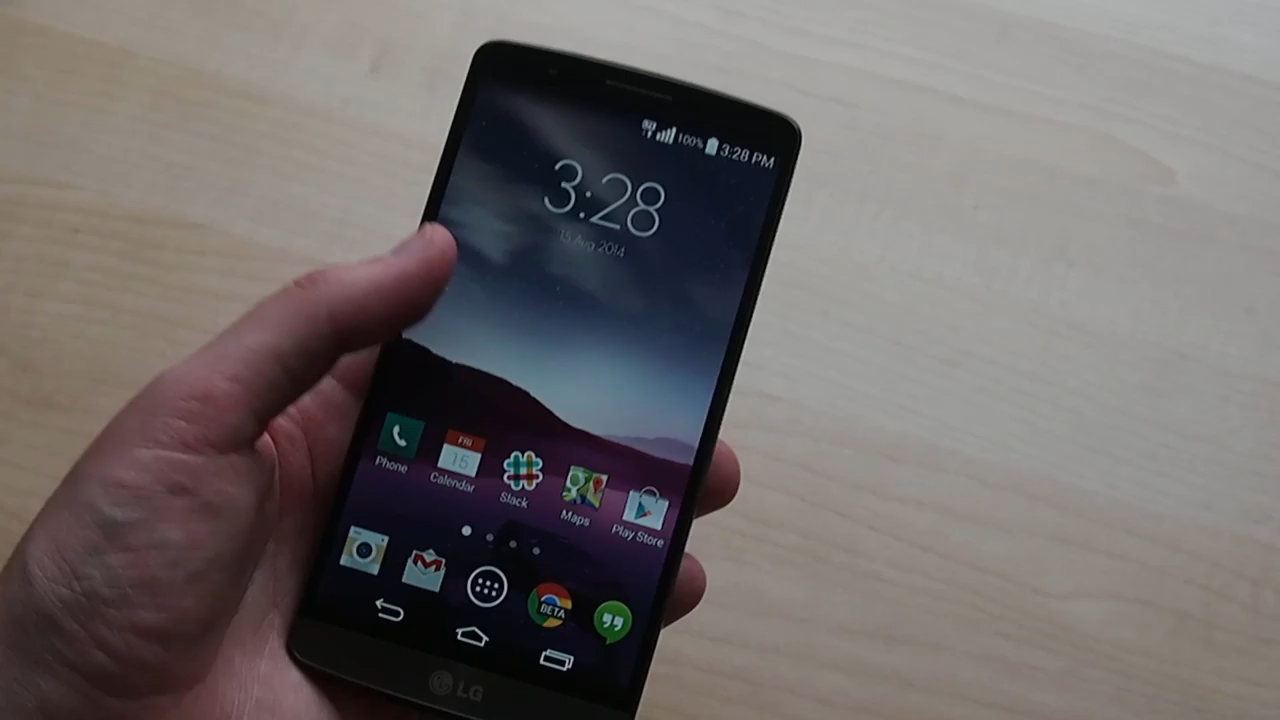 100% 3:28 PM
3:28
15 Aug 2014
FRI
15
Phone
Calendar
Slack
Maps
Play Store
BETA
LG